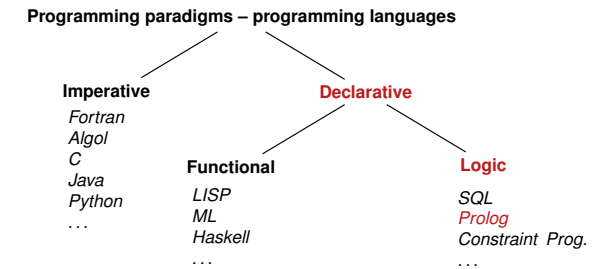 Programming paradigms – programming languages
Imperative
Fortran
Algol
C
Java
Python
...
Declarative
Functional
LISP
ML
Haskell
...
Logic
SQL
Prolog
Constraint Prog.
...